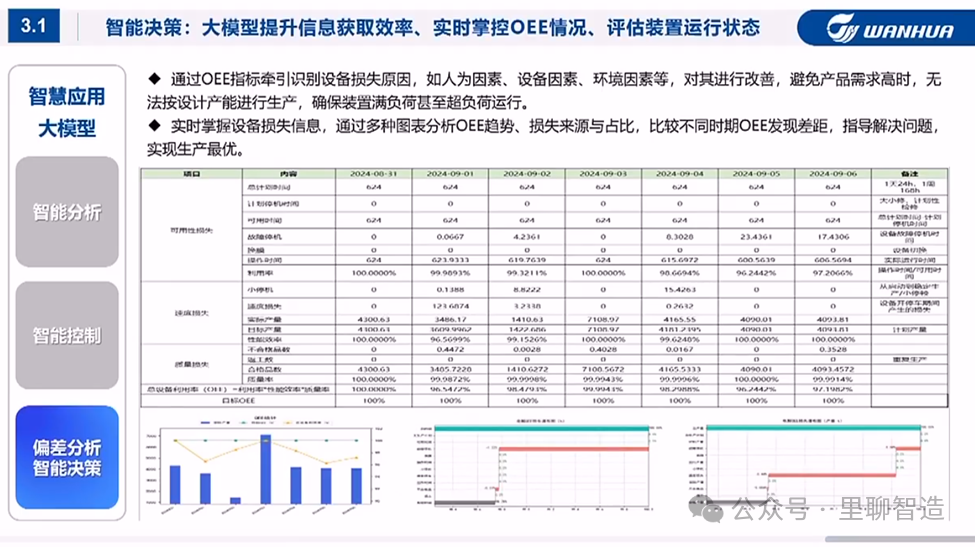 3.1
智能决策：大模型提升信息获取效率、实时掌控OEE情况、评估装置运行状态
WANHUA
智慧应用
大模型
智能分析
智能控制
偏差分析
智能决策
◆ 通过OEE指标牵引识别设备损失原因，如人为因素、设备因素、环境因素等，对其进行改善，避免产品需求高时，无
法按设计产能进行生产，确保装置满负荷甚至超负荷运行。
◆ 实时掌握设备损失信息，通过多种图表分析OEE趋势、损失来源与占比，比较不同时期OEE发现差距，指导解决问题，
实现生产最优。
项目 内容 2024-08-31 2024-09-01 2024-09-02 2024-09-03 2024-09-04 2024-09-05 2024-09-06 备注
可用性损失
总计划时间 624 624 624 624 624 624 624 1天24h，1周
168h
计划停机时间 0 0 0 0 0 0 0 大小修，计划性
检修
可用时间 624 624 624 624 624 624 624 总计划时间-计划
停机时间
故障停机 0 0.0667 4.2361 0 8.3028 23.4361 17.4306 设备故障停机时
间
换摸 0 0 0 0 0 0 0 设备切换
操作时间 624 623.9333 619.7639 624 615.6972 600.5639 606.5694 实际运行时间
利用率 100.0000% 99.9893% 99.3211% 100.0000% 98.6694% 96.2442% 97.2066% 操作时间/可用时
间
速度损失
小停机 0 0.1388 8.8222 0 15.4263 0 0 从启动到稳定生
产/小停检
速度损失 0 123.6874 3.2338 0 0.2632 0 0 设备开停车期间
产生的损失
实际产量 4300.63 3486.17 1410.63 7108.97 4165.55 4090.01 4093.81
目标产量 4300.63 3609.9962 1422.686 7108.97 4181.2395 4090.01 4093.81 计划产量
性能效率 100.0000% 96.5699% 99.1526% 100.0000% 99.6248% 100.0000% 100.0000%
质量损失
不合格品数 0 0.4472 0.0028 0.4028 0.0167 0 0.3528
返工数 0 0 0 0 0 0 0 重复生产
合格品数 4300.63 3485.7228 1410.6272 7108.5672 4165.5333 4090.01 4093.4572
质量率 100.0000% 99.9872% 99.9998% 99.9943% 99.9996% 100.0000% 99.9914%
总设备利用率（OEE）=利用率*性能效率*质量率 100.0000% 96.5472% 98.4793% 99.9943% 98.2988% 96.2442% 97.1982%
目标OEE 100% 100% 100% 100% 100% 100% 100%
公众号 里聊智造